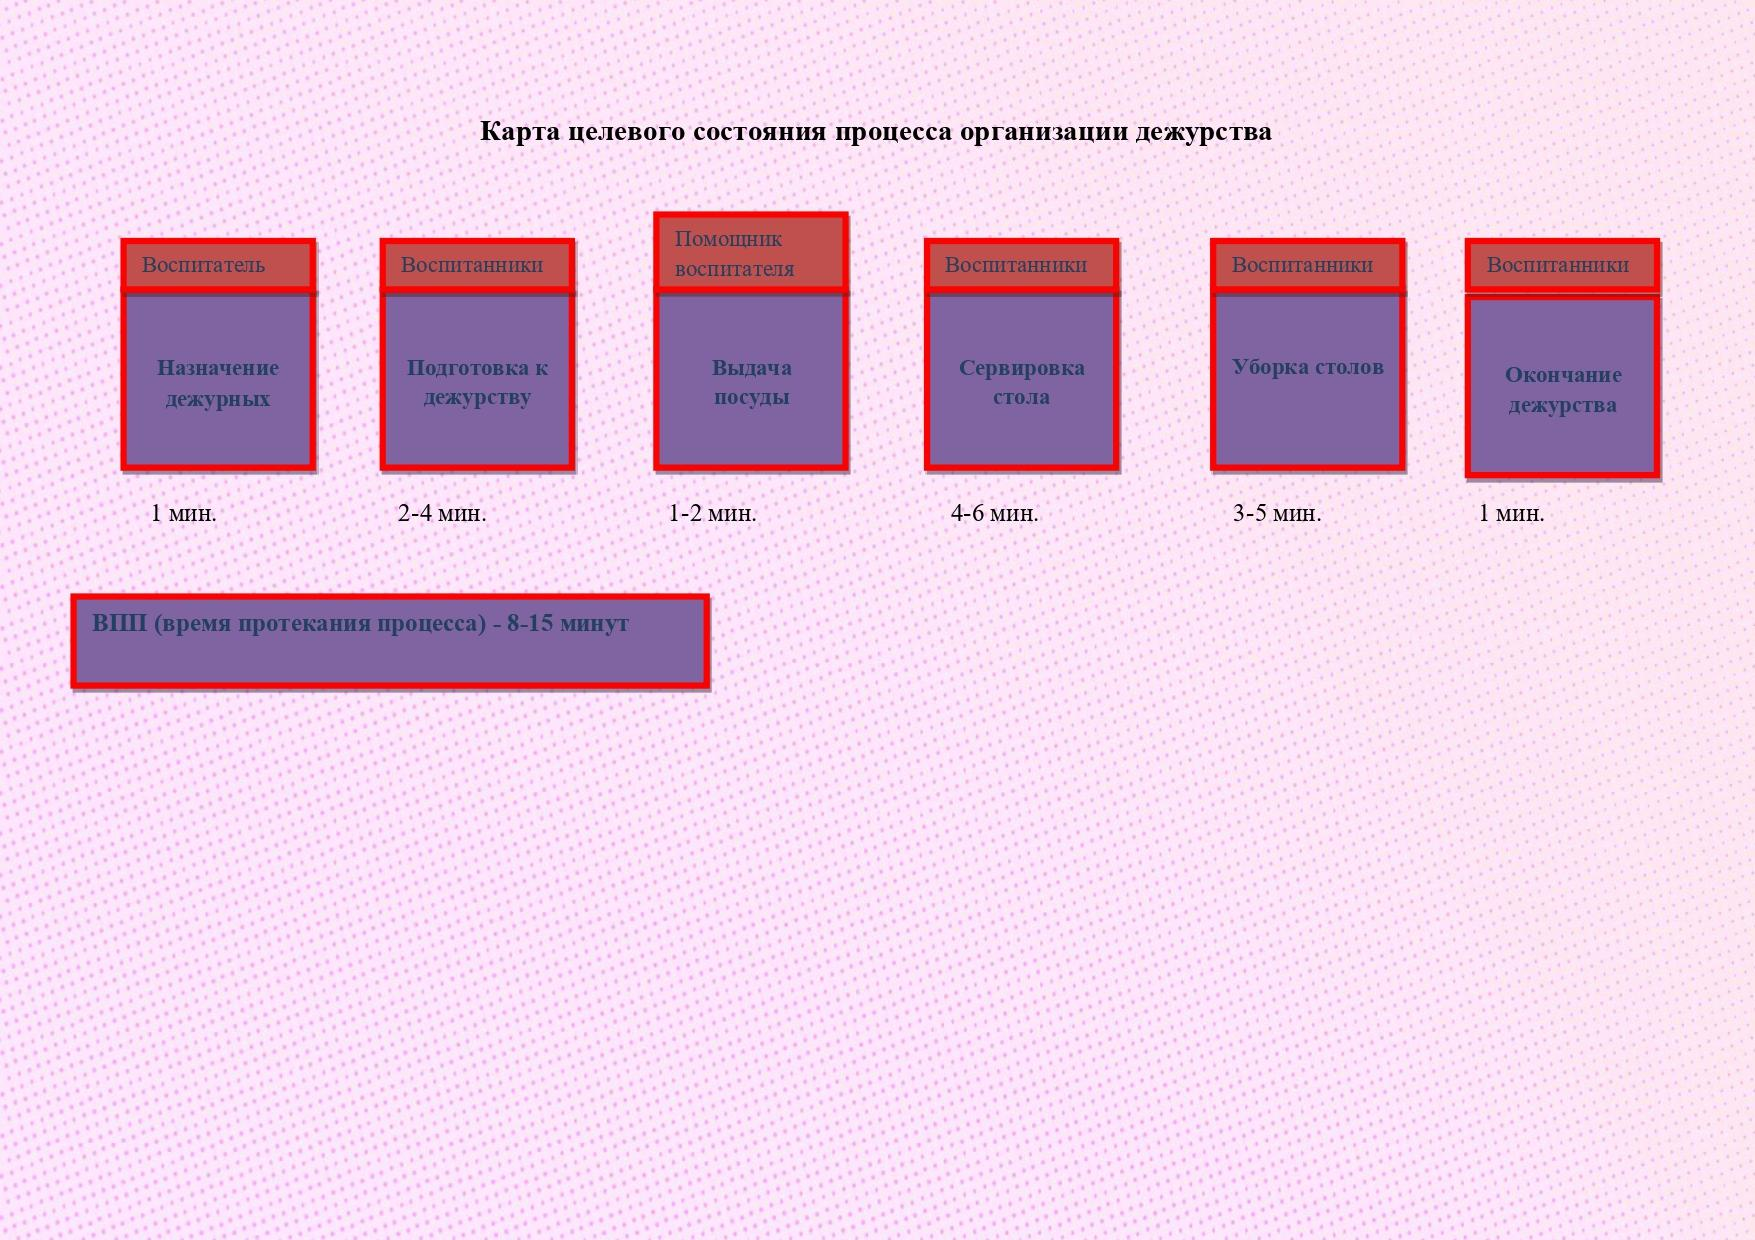 Карта целевого состояния процесса организации дежурства
Воспитатель
Назначение
дежурных
1 мин.
Воспитанники
Подготовка к
дежурству
2-4 мин.
Помощник
воспитателя
Выдача
посуды
1-2 мин.
Воспитанники
Сервировка
стола
4-6 мин.
Воспитанники
Уборка столов
3-5 мин.
Воспитанники
Окончание
дежурства
1 мин.
ВПП (время протекания процесса) - 8-15 минут